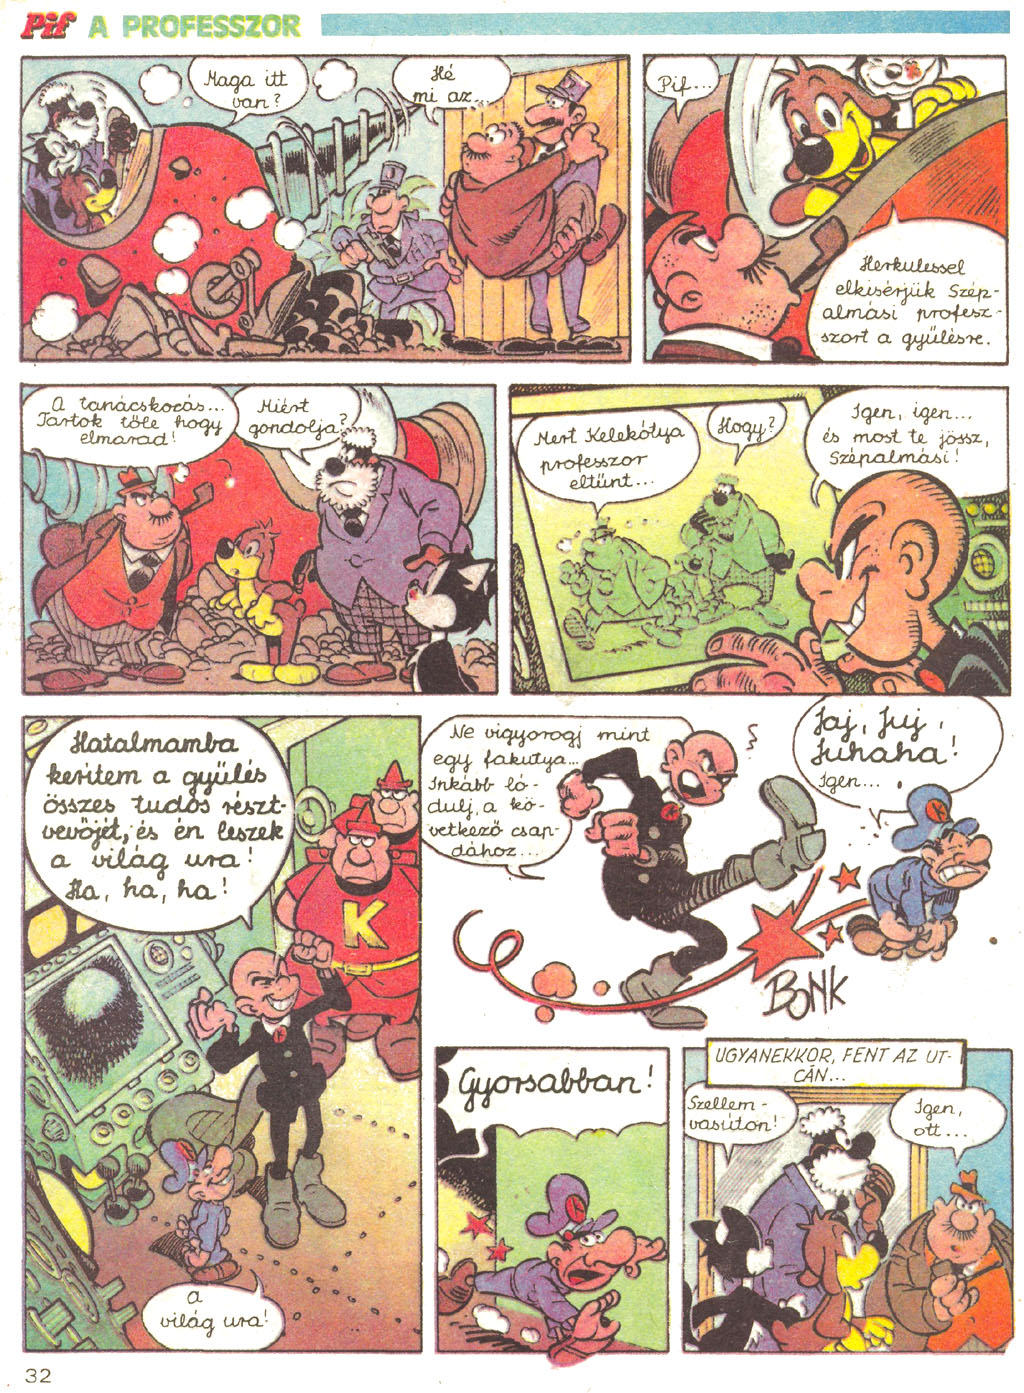 Pif A PROFESSZOR
Maga itt
van?
Hé
mi az...
Pif...
Herkulessel
elkísérjük Szép-
almási profesz-
szort a gyűlésre.
A tanácskozás...
Tartok tőle hogy
elmarad!
Miért
gondolja?
Mert Kelekótya
professzor
eltűnt...
Hogy?
Igen, igen...
és most te jössz,
Szépalmási!
Hatalmamba
kerítem a gyűlés
összes tudós részt-
vevőjét, és én leszek
a világ ura!
Ha, ha, ha!
K
a
világ ura!
Ne vigyorogj mint
egy fakutya...
Inkább ló-
dulj, a kö-
vetkező csap-
dához...
Jaj, Juj,
Juhaha!
Igen...
BONK
Gyorsabban!
UGYANEKKOR, FENT AZ UT-
CÁN...
Szellem-
vasúton!
Igen,
ott...
32